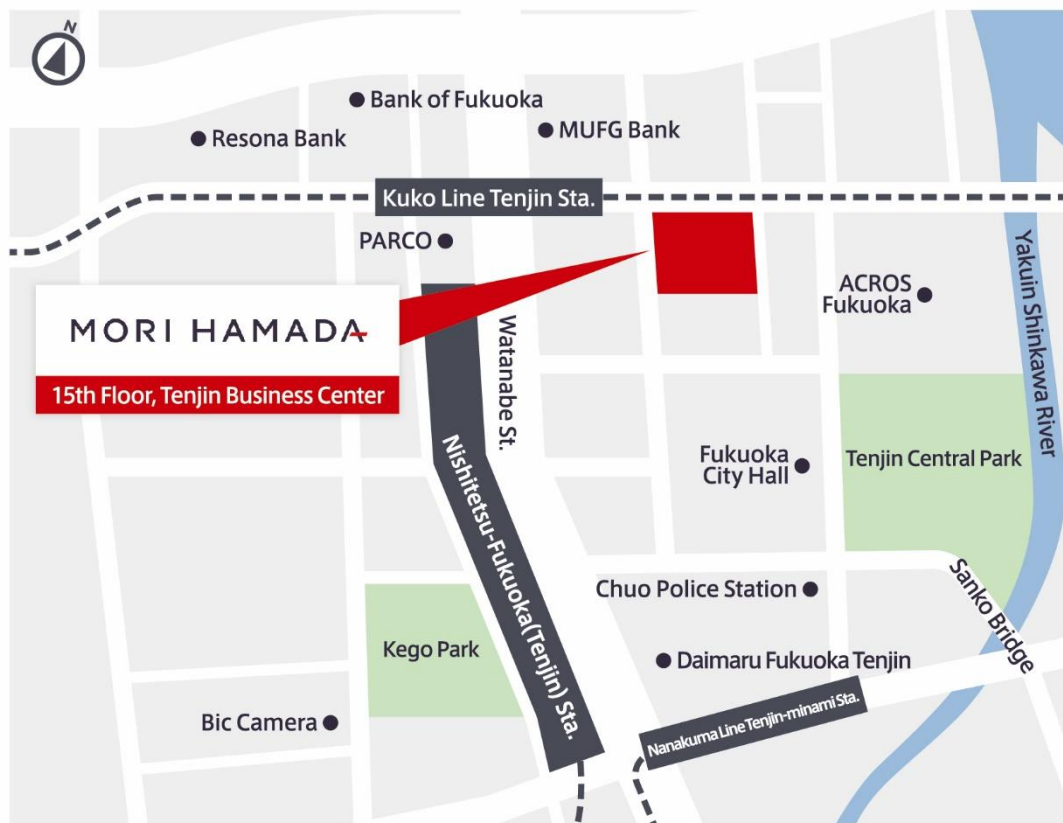 N
Bank of Fukuoka
Resona Bank
MUFG Bank
Kuko Line Tenjin Sta.
PARCO
ACROS
Fukuoka
Yakuin Shinkawa River
MORI HAMADA
15th Floor, Tenjin Business Center
Watanabe St.
Nishitetsu-Fukuoka(Tenjin) Sta.
Fukuoka
City Hall
Tenjin Central Park
Sanko Bridge
Chuo Police Station
Kego Park
Daimaru Fukuoka Tenjin
Nanakuma Line Tenjin-minami Sta.
Bic Camera